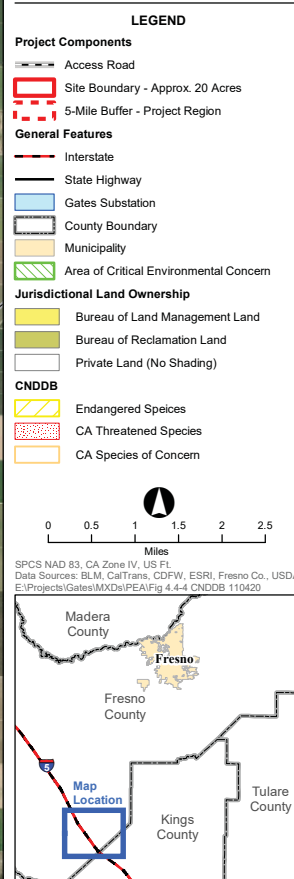 LEGEND
Project Components
Access Road
Site Boundary - Approx. 20 Acres
5-Mile Buffer - Project Region
General Features
Interstate
State Highway
Gates Substation
County Boundary
Municipality
Area of Critical Environmental Concern
Jurisdictional Land Ownership
Bureau of Land Management Land
Bureau of Reclamation Land
Private Land (No Shading)
CNDDB
Endangered Speices
CA Threatened Species
CA Species of Concern
0 0.5 1 1.5 2 2.5
Miles
SPCS NAD 83, CA Zone IV, US Ft.
Data Sources: BLM, CalTrans, CDFW, ESRI, Fresno Co., USDA
E:\Projects\Gates\MXDs\PEA\Fig 4.4-4 CNDDB 110420
Madera
County
Fresno
Fresno
County
5
Map
Location
Kings
County
Tulare
County